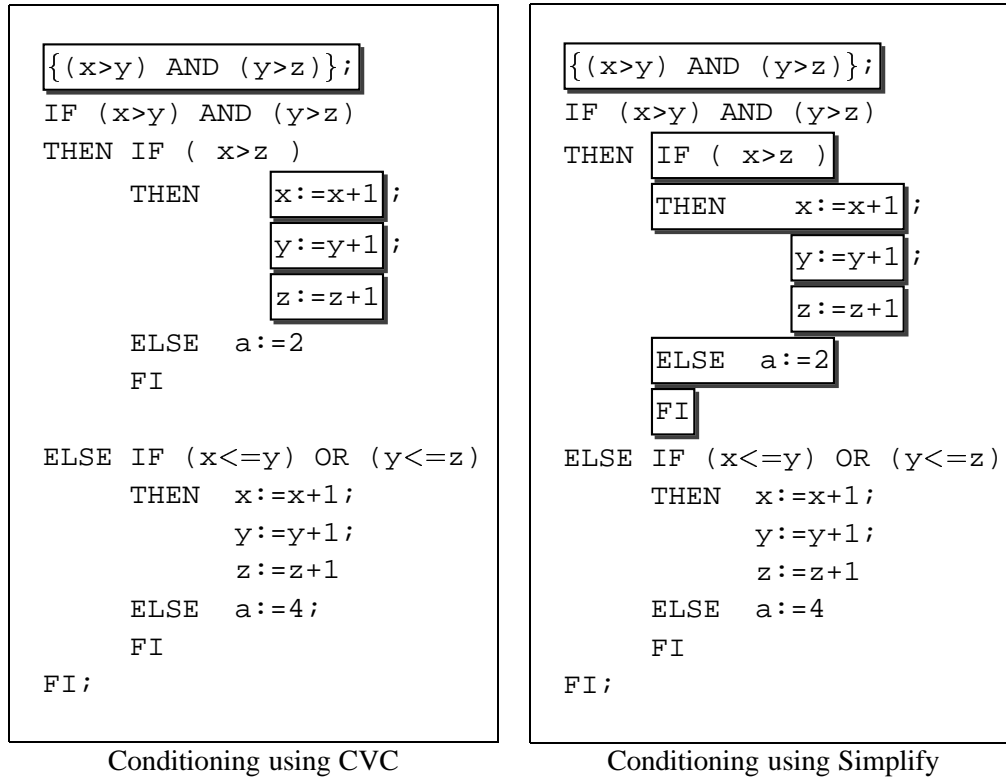 {(x>y) AND (y>z)};
IF (x>y) AND (y>z)
THEN IF ( x>z )
THEN x:=x+1;
y:=y+1;
z:=z+1
ELSE a:=2
FI
ELSE IF (x<=y) OR (y<=z)
THEN x:=x+1;
y:=y+1;
z:=z+1
ELSE a:=4;
FI
FI;
Conditioning using CVC
{(x>y) AND (y>z)};
IF (x>y) AND (y>z)
THEN IF ( x>z )
THEN x:=x+1;
y:=y+1;
z:=z+1
ELSE a:=2
FI
ELSE IF (x<=y) OR (y<=z)
THEN x:=x+1;
y:=y+1;
z:=z+1
ELSE a:=4
FI
FI;
Conditioning using Simplify